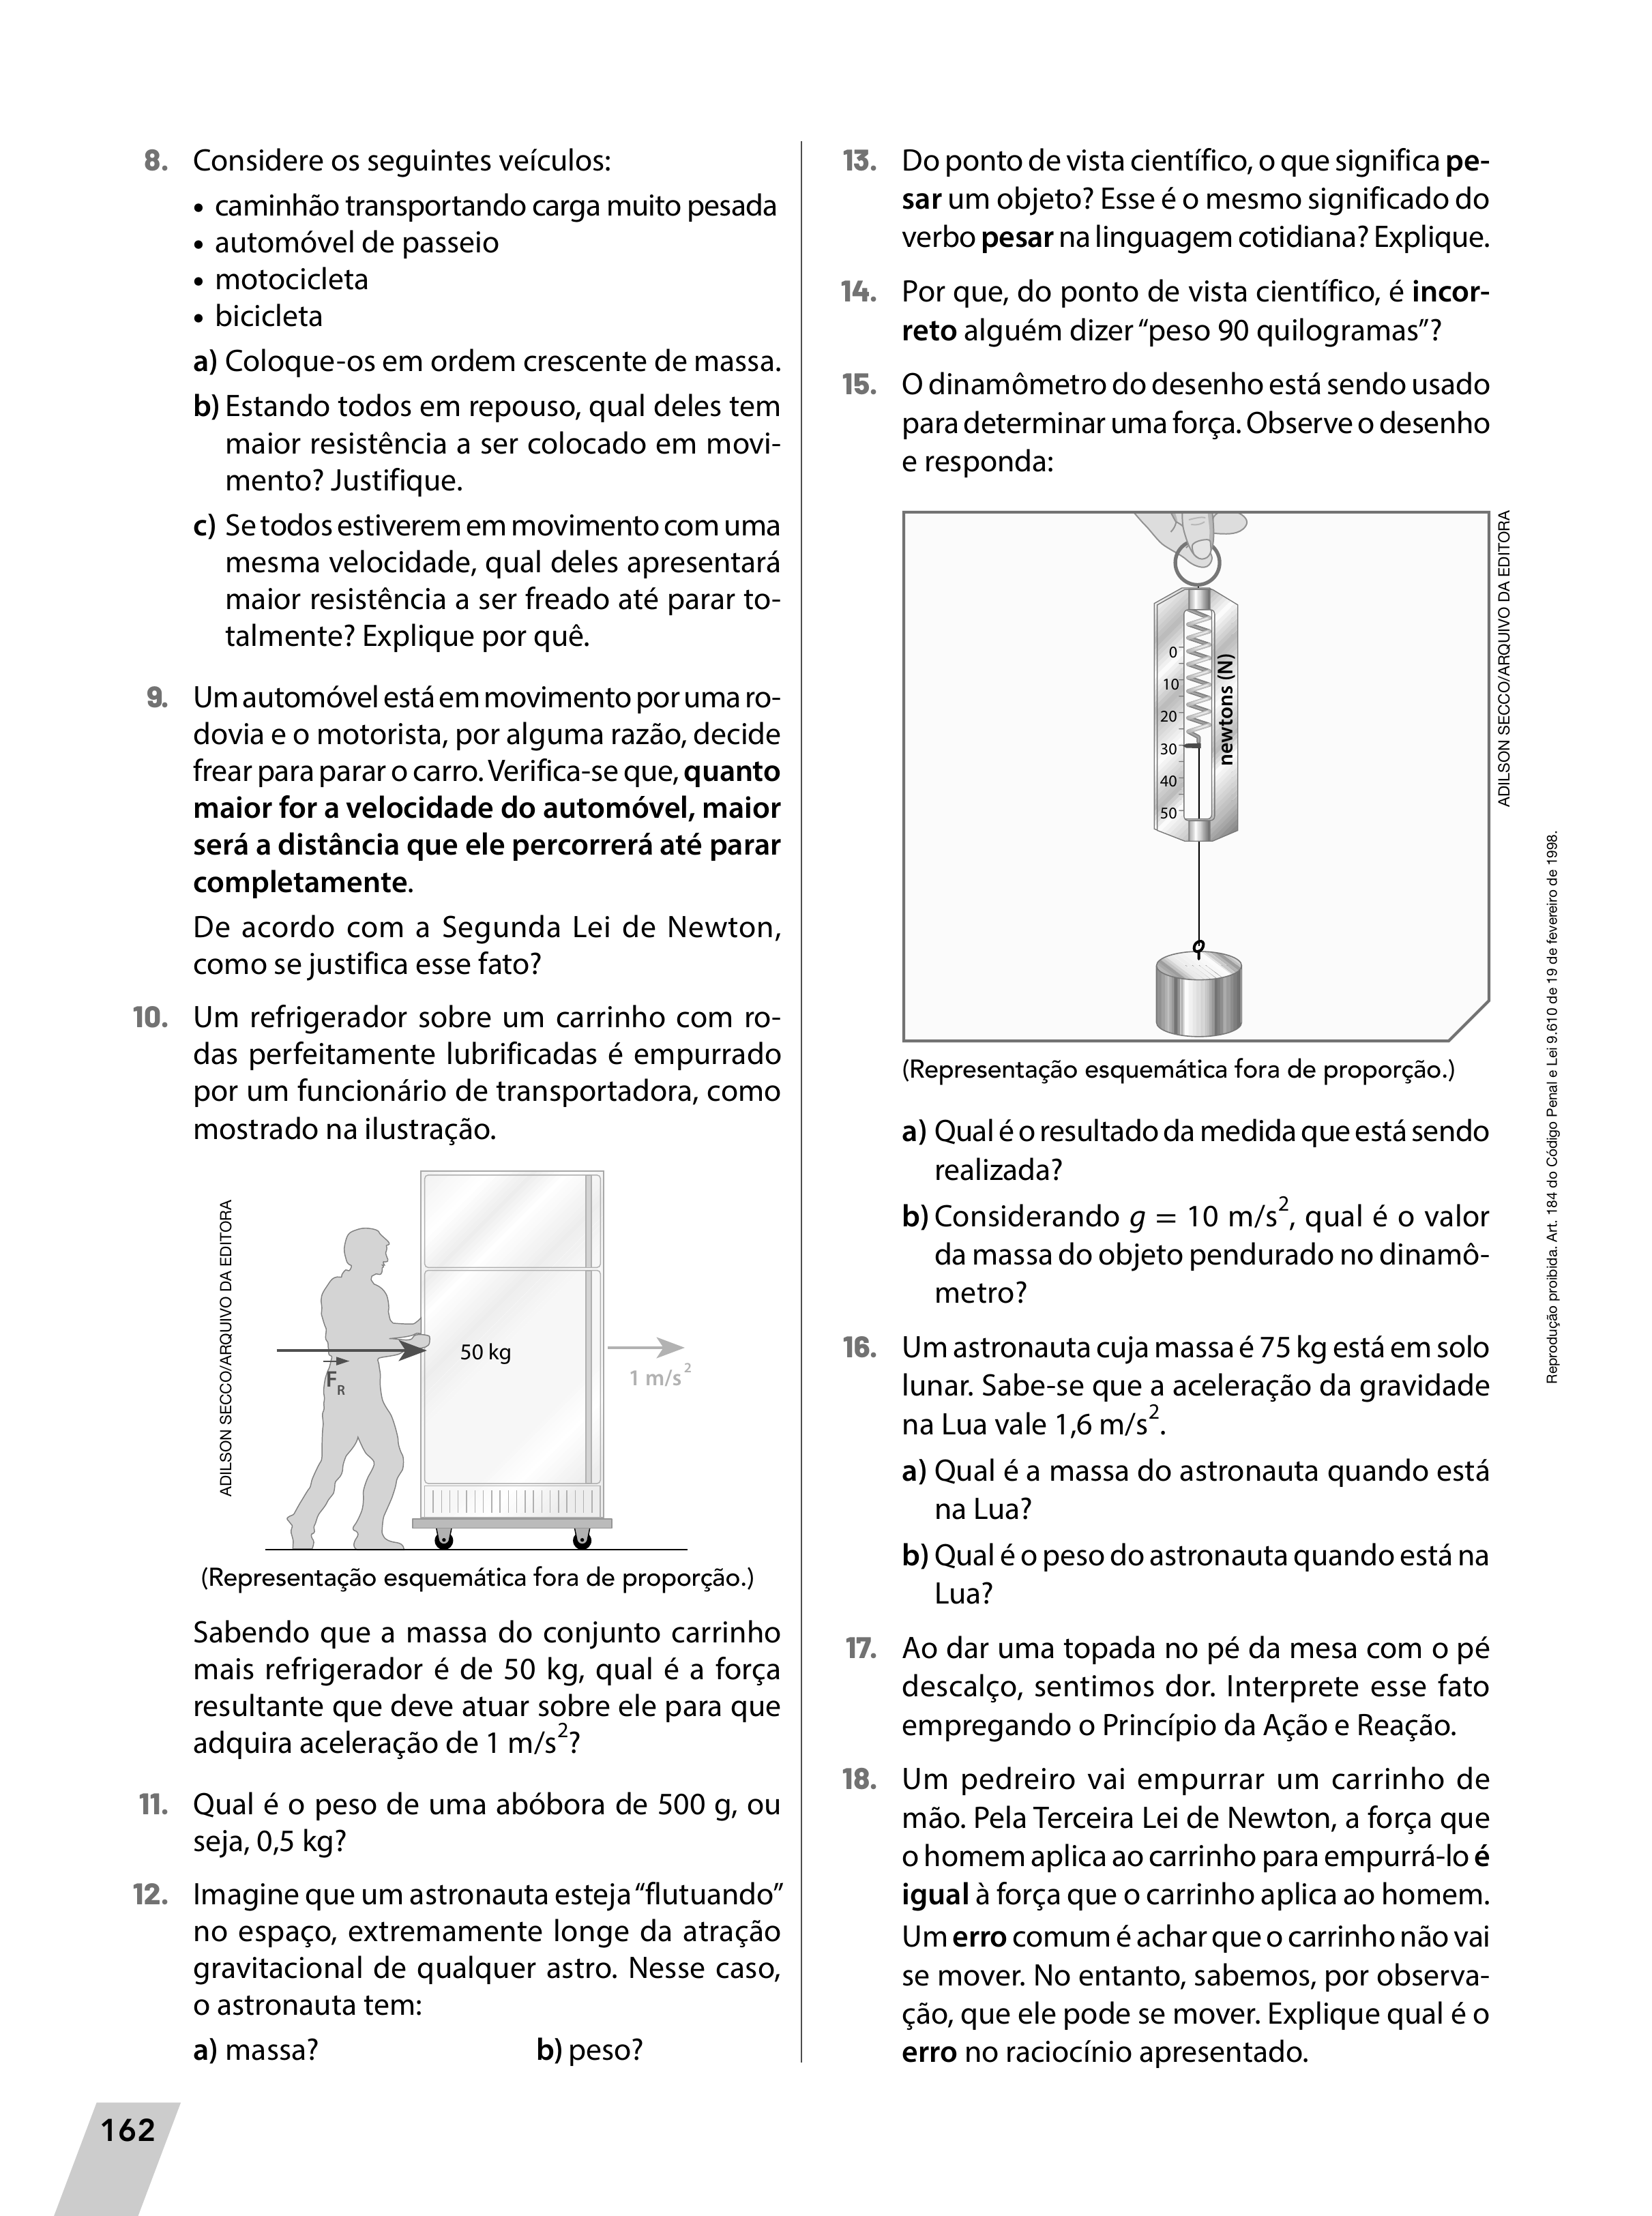 8. Considere os seguintes veículos:
• caminhão transportando carga muito pesada
• automóvel de passeio
• motocicleta
• bicicleta
a) Coloque-os em ordem crescente de massa.
b) Estando todos em repouso, qual deles tem
maior resistência a ser colocado em movi-
mento? Justifique.
c) Se todos estiverem em movimento com uma
mesma velocidade, qual deles apresentará
maior resistência a ser freado até parar to-
talmente? Explique por quê.
9. Um automóvel está em movimento por uma ro-
dovia e o motorista, por alguma razão, decide
frear para parar o carro. Verifica-se que, quanto
maior for a velocidade do automóvel, maior
será a distância que ele percorrerá até parar
completamente.
De acordo com a Segunda Lei de Newton,
como se justifica esse fato?
10. Um refrigerador sobre um carrinho com ro-
das perfeitamente lubrificadas é empurrado
por um funcionário de transportadora, como
mostrado na ilustração.
ADILSON SECCO/ARQUIVO DA EDITORA
F R
50 kg
1 m/s²
(Representação esquemática fora de proporção.)
Sabendo que a massa do conjunto carrinho
mais refrigerador é de 50 kg, qual é a força
resultante que deve atuar sobre ele para que
adquira aceleração de 1 m/s²?
11. Qual é o peso de uma abóbora de 500 g, ou
seja, 0,5 kg?
12. Imagine que um astronauta esteja “flutuando”
no espaço, extremamente longe da atração
gravitacional de qualquer astro. Nesse caso,
o astronauta tem:
a) massa? b) peso?
162
13. Do ponto de vista científico, o que significa pe-
sar um objeto? Esse é o mesmo significado do
verbo pesar na linguagem cotidiana? Explique.
14. Por que, do ponto de vista científico, é incor-
reto alguém dizer “peso 90 quilogramas”?
15. O dinamômetro do desenho está sendo usado
para determinar uma força. Observe o desenho
e responda:
0
10
20
30
40
50
newtons (N)
ADILSON SECCO/ARQUIVO DA EDITORA
(Representação esquemática fora de proporção.)
a) Qual é o resultado da medida que está sendo
realizada?
b) Considerando g = 10 m/s², qual é o valor
da massa do objeto pendurado no dinamô-
metro?
16. Um astronauta cuja massa é 75 kg está em solo
lunar. Sabe-se que a aceleração da gravidade
na Lua vale 1,6 m/s².
a) Qual é a massa do astronauta quando está
na Lua?
b) Qual é o peso do astronauta quando está na
Lua?
17. Ao dar uma topada no pé da mesa com o pé
descalço, sentimos dor. Interprete esse fato
empregando o Princípio da Ação e Reação.
18. Um pedreiro vai empurrar um carrinho de
mão. Pela Terceira Lei de Newton, a força que
o homem aplica ao carrinho para empurrá-lo é
igual à força que o carrinho aplica ao homem.
Um erro comum é achar que o carrinho não vai
se mover. No entanto, sabemos, por observa-
ção, que ele pode se mover. Explique qual é o
erro no raciocínio apresentado.
Reprodução proibida. Art. 184 do Código Penal e Lei 9.610 de 19 de fevereiro de 1998.